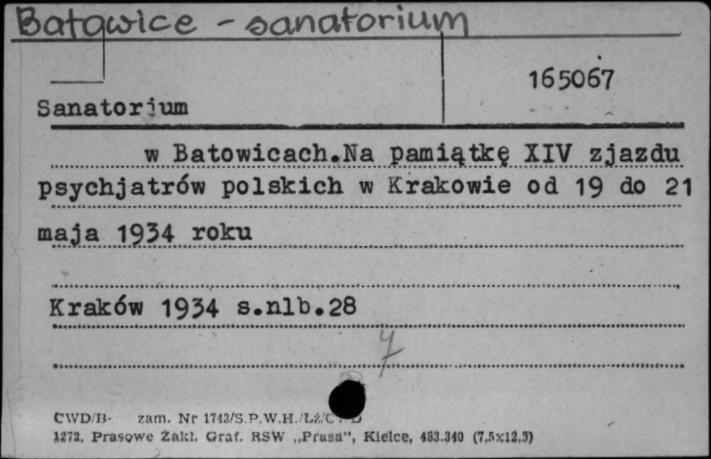 Batowice - sanatorium
165067
Sanatorium
w Batowicach.Na pamiątkę XIV zjazdu
psychjatrów polskich w Krakowie od 19 do 21
maja 1934 roku
Kraków 1934 s.nlb.28
7
CWD/B- zam. Nr 1743/S.P.W.H./Łź/
1272. Prasowe Zakł. Graf. RSW „Prasa”, Kielce, 483.340 (7,5x12,5)